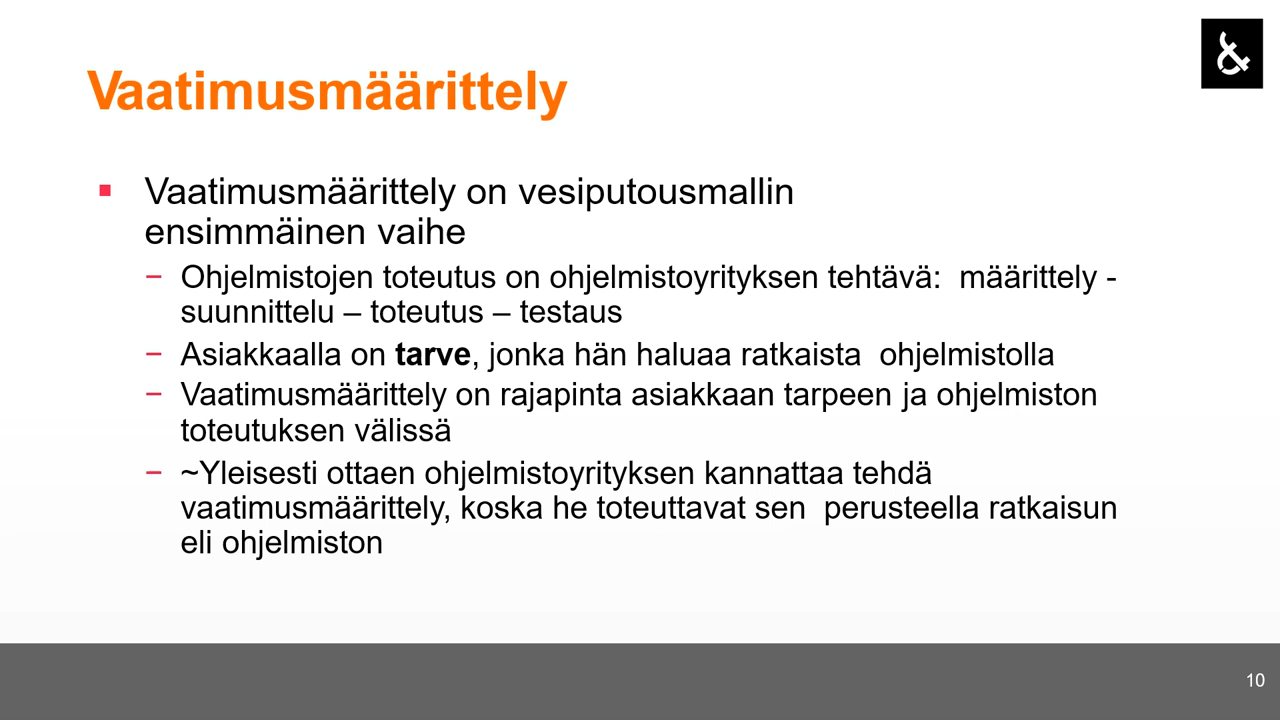 &
Vaatimusmäärittely
▪ Vaatimusmäärittely on vesiputousmallin
ensimmäinen vaihe
– Ohjelmistojen toteutus on ohjelmistoyrityksen tehtävä:  määrittely -
suunnittelu – toteutus – testaus
– Asiakkaalla on tarve, jonka hän haluaa ratkaista  ohjelmistolla
– Vaatimusmäärittely on rajapinta asiakkaan tarpeen ja ohjelmiston
toteutuksen välissä
– ~Yleisesti ottaen ohjelmistoyrityksen kannattaa tehdä
vaatimusmäärittely, koska he toteuttavat sen  perusteella ratkaisun
eli ohjelmiston
10